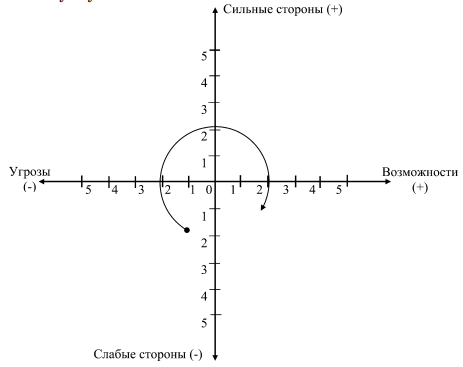 Сильные стороны (+)
5
4
3
2
1
Угрозы
(-)
5 4 3 2 1 0 1 2 3 4 5
Возможности
(+)
1
2
3
4
5
Слабые стороны (-)